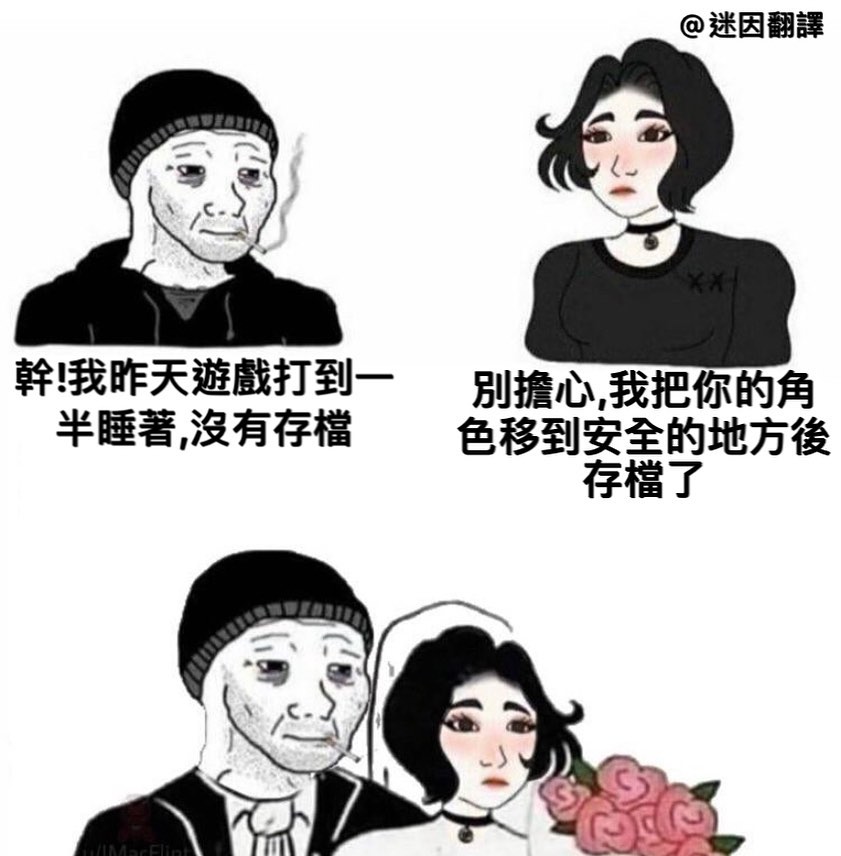 @迷因翻譯
幹!我昨天遊戲打到一
半睡著,沒有存檔
別擔心,我把你的角
色移到安全的地方後
存檔了
u/IMasFlint